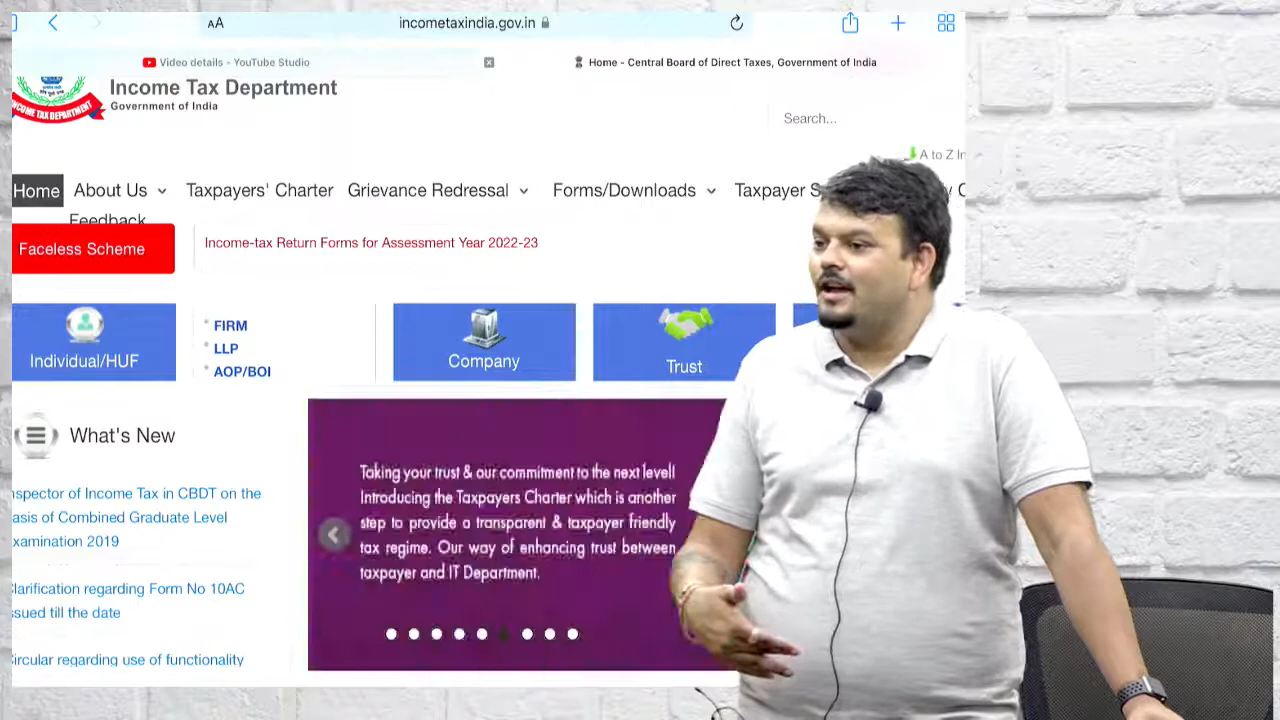 AA
incometaxindia.gov.in
Video details - YouTube Studio
Home - Central Board of Direct Taxes, Government of India
INCOME TAX DEPARTMENT
Income Tax Department
Government of India
Search...
A to Z In
Home About Us Taxpayers' Charter Grievance Redressal Forms/Downloads Taxpayer S
Feedback
Faceless Scheme
Income-tax Return Forms for Assessment Year 2022-23
Individual/HUF
FIRM
LLP
AOP/BOI
Company
Trust
What's New
nspector of Income Tax in CBDT on the
asis of Combined Graduate Level
xamination 2019
larification regarding Form No 10AC
ssued till the date
ircular regarding use of functionality
Taking your trust & our commitment to the next level!
Introducing the Taxpayers Charter which is another
step to provide a transparent & taxpayer friendly
tax regime. Our way of enhancing trust between
taxpayer and IT Department.